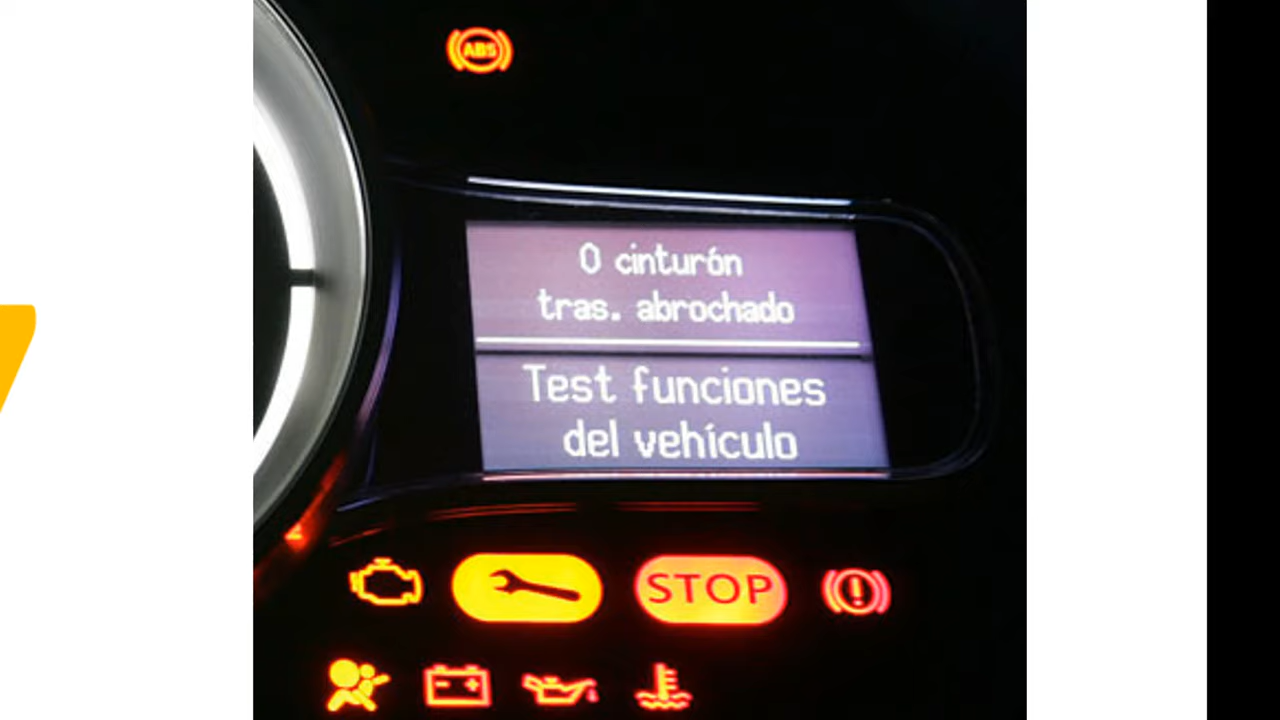 ABS
0 cinturón
tras. abrochado
Test funciones
del vehículo
STOP